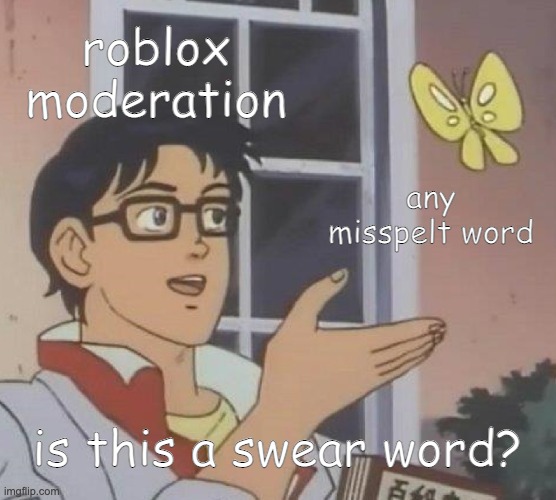 roblox
moderation
any
misspelt word
is this a swear word?
imgflip.com